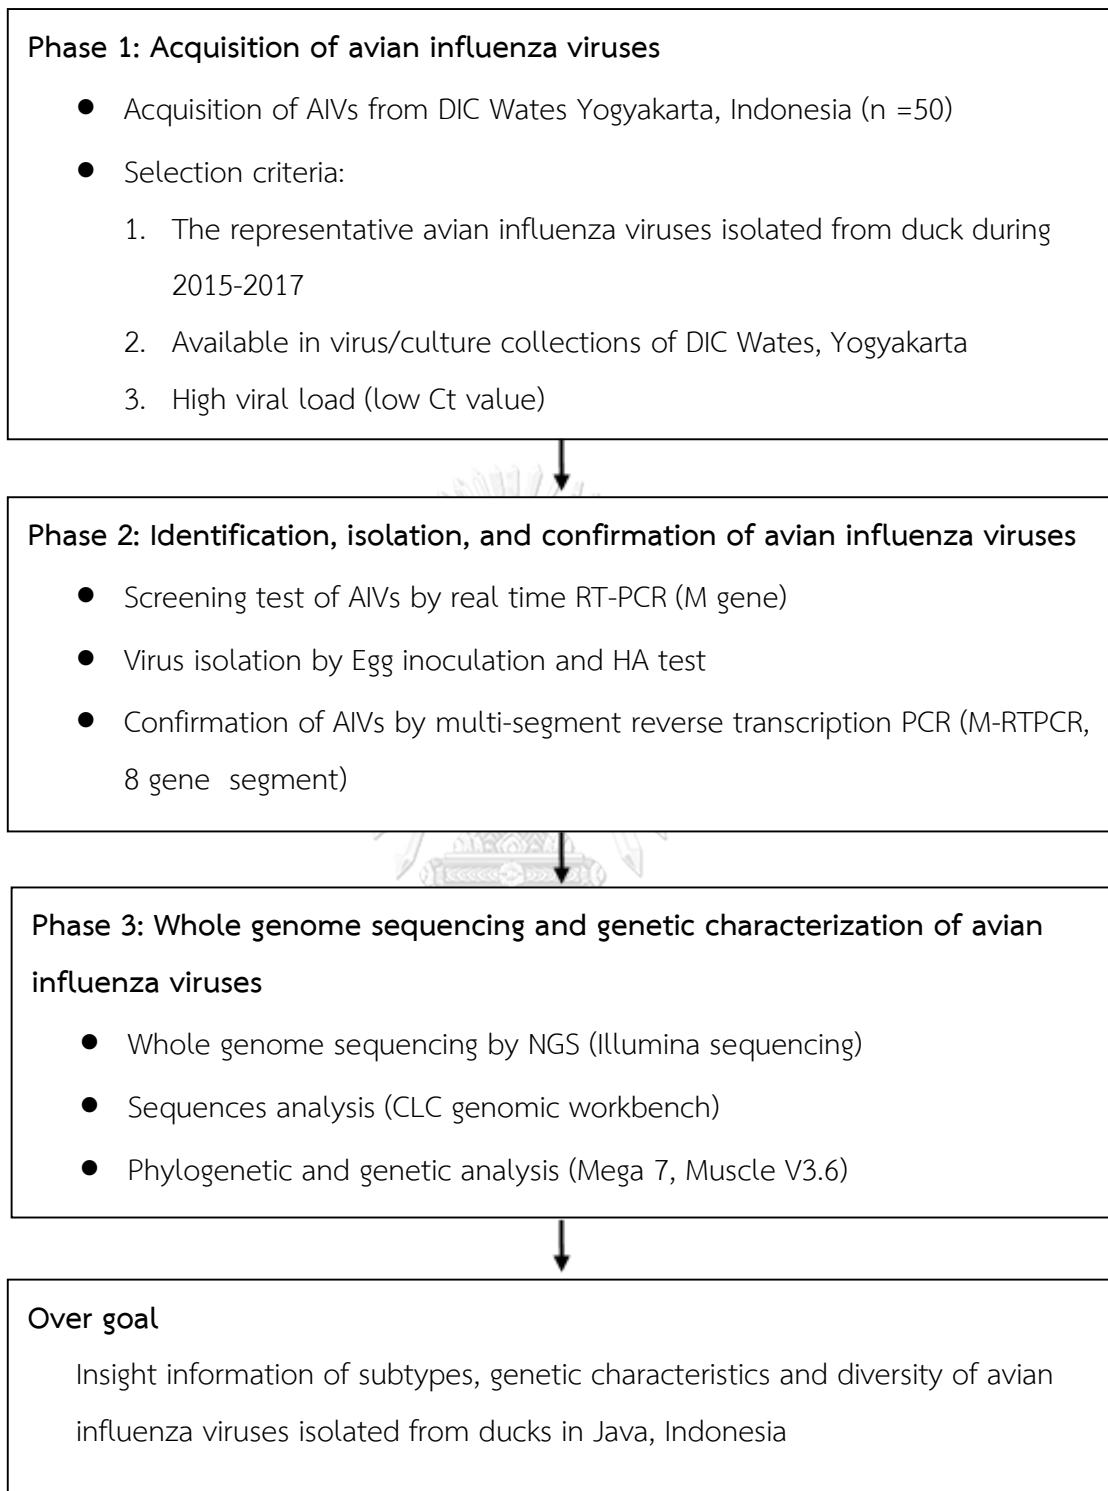 Phase 1: Acquisition of avian influenza viruses
● Acquisition of AIVs from DIC Wates Yogyakarta, Indonesia (n =50)
● Selection criteria:
1. The representative avian influenza viruses isolated from duck during
2015-2017
2. Available in virus/culture collections of DIC Wates, Yogyakarta
3. High viral load (low Ct value)
Phase 2: Identification, isolation, and confirmation of avian influenza viruses
● Screening test of AIVs by real time RT-PCR (M gene)
● Virus isolation by Egg inoculation and HA test
● Confirmation of AIVs by multi-segment reverse transcription PCR (M-RTPCR,
8 gene segment)
Phase 3: Whole genome sequencing and genetic characterization of avian
influenza viruses
● Whole genome sequencing by NGS (Illumina sequencing)
● Sequences analysis (CLC genomic workbench)
● Phylogenetic and genetic analysis (Mega 7, Muscle V3.6)
Over goal
Insight information of subtypes, genetic characteristics and diversity of avian
influenza viruses isolated from ducks in Java, Indonesia